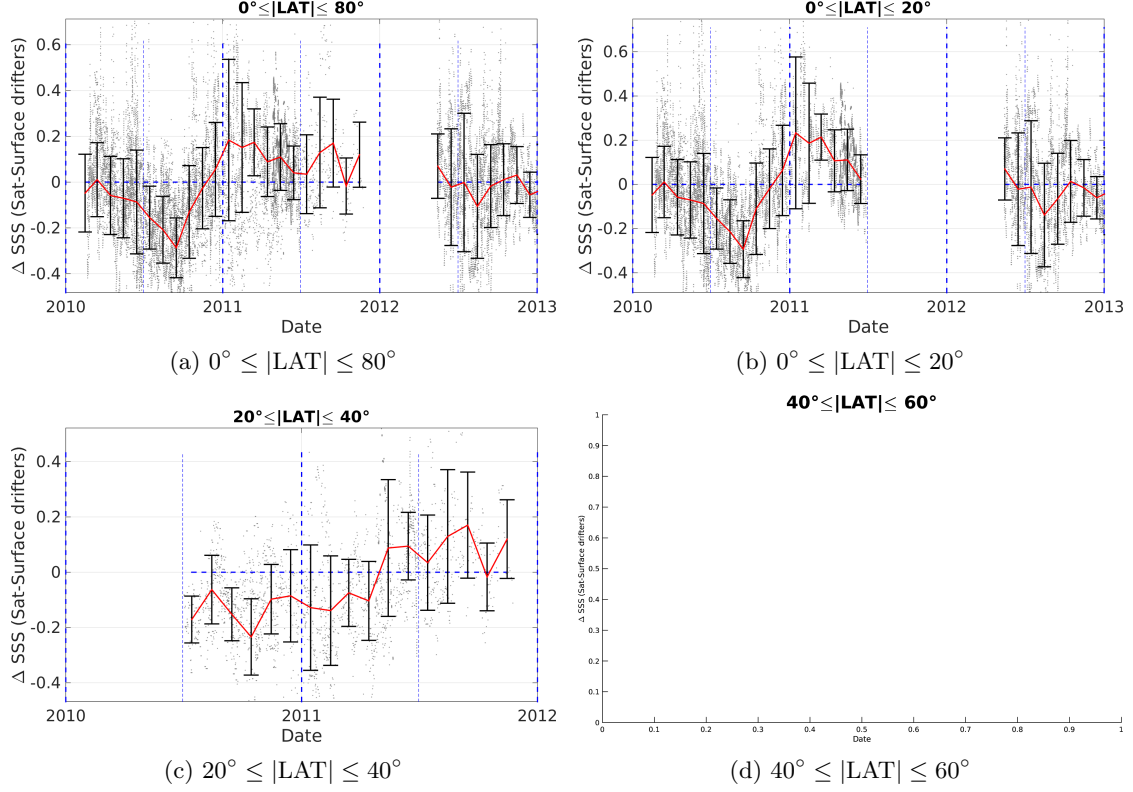 0°≤|LAT|≤ 80°
Δ SSS (Sat-Surface drifters)
0.6
0.4
0.2
0
-0.2
-0.4
2010 2011 2012 2013
Date
(a) 0° ≤ |LAT| ≤ 80°
0°≤|LAT|≤ 20°
Δ SSS (Sat-Surface drifters)
0.6
0.4
0.2
0
-0.2
-0.4
2010 2011 2012 2013
Date
(b) 0° ≤ |LAT| ≤ 20°
20°≤|LAT|≤ 40°
Δ SSS (Sat-Surface drifters)
0.4
0.2
0
-0.2
-0.4
2010 2011 2012
Date
(c) 20° ≤ |LAT| ≤ 40°
40°≤|LAT|≤ 60°
Δ SSS (Sat-Surface drifters)
1
0.9
0.8
0.7
0.6
0.5
0.4
0.3
0.2
0.1
0
0 0.1 0.2 0.3 0.4 0.5 0.6 0.7 0.8 0.9 1
Date
(d) 40° ≤ |LAT| ≤ 60°